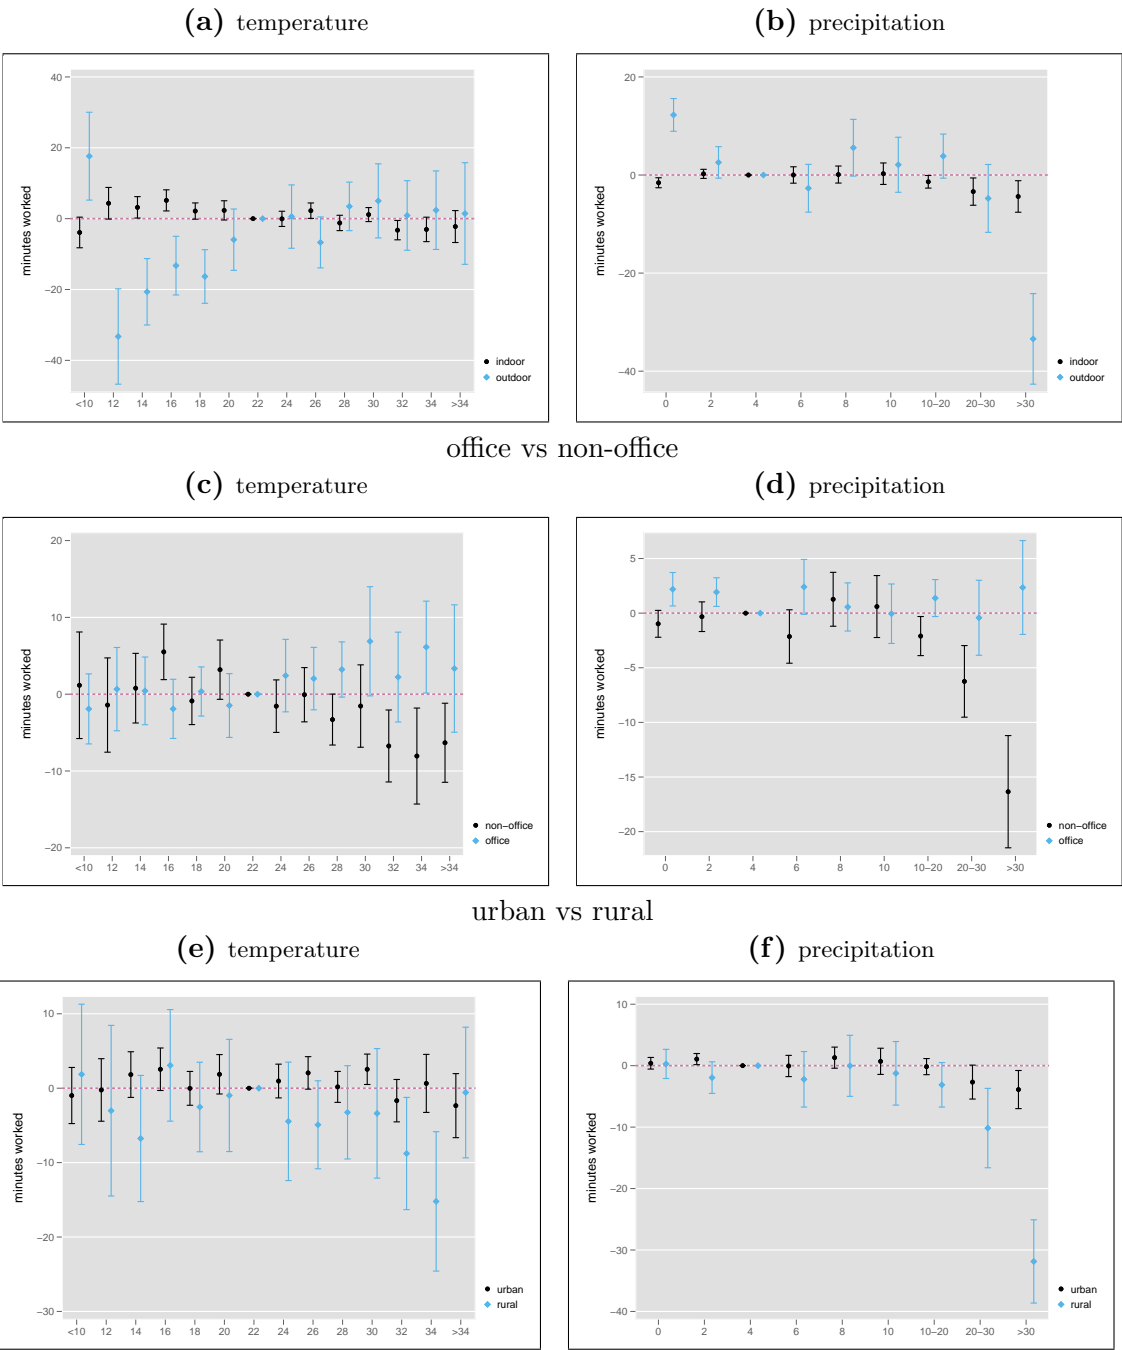 (a) temperature
(b) precipitation
40
20
0
−20
−40
minutes worked
<10 12 14 16 18 20 22 24 26 28 30 32 34 >34
indoor
outdoor
20
0
−20
−40
minutes worked
0 2 4 6 8 10 10−20 20−30 >30
indoor
outdoor
office vs non-office
(c) temperature
(d) precipitation
20
10
0
−10
−20
minutes worked
<10 12 14 16 18 20 22 24 26 28 30 32 34 >34
non−office
office
5
0
−5
−10
−15
−20
minutes worked
0 2 4 6 8 10 10−20 20−30 >30
non−office
office
urban vs rural
(e) temperature
(f) precipitation
10
0
−10
−20
−30
minutes worked
<10 12 14 16 18 20 22 24 26 28 30 32 34 >34
urban
rural
10
0
−10
−20
−30
−40
minutes worked
0 2 4 6 8 10 10−20 20−30 >30
urban
rural